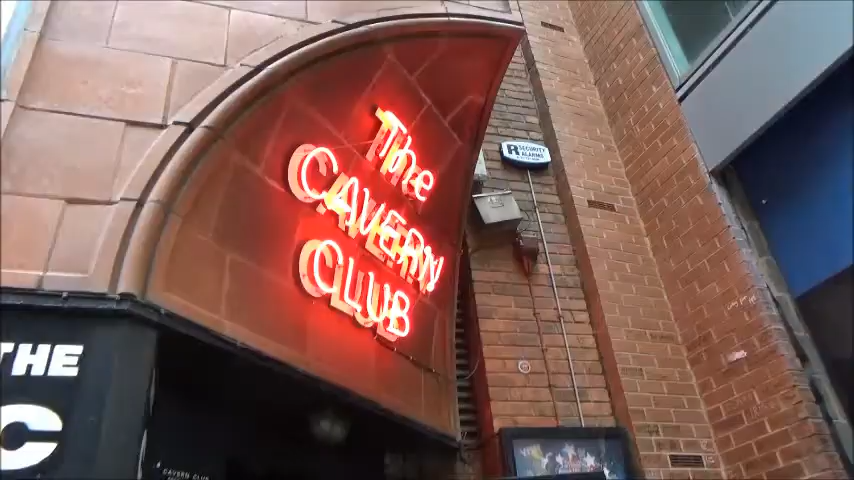 The
CAVERN
CLUB
R SECURITY
ALARMS
THE
C
CAVERN CLUB